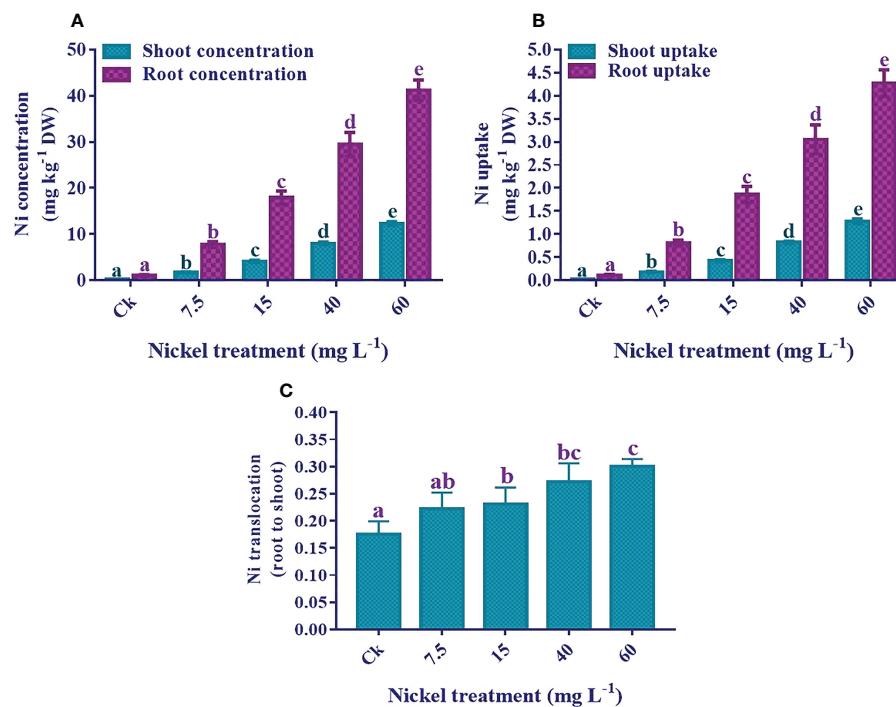 A
Shoot concentration
Root concentration
Ni concentration
(mg kg⁻¹ DW)
50
40
30
20
10
0
a
a
b
b
c
c
d
d
e
e
Ck
7.5
15
40
60
Nickel treatment (mg L⁻¹)
B
Shoot uptake
Root uptake
Ni uptake
(mg kg⁻¹ DW)
5.0
4.5
4.0
3.5
3.0
2.5
2.0
1.5
1.0
0.5
0.0
a
a
b
b
c
c
d
d
e
e
Ck
7.5
15
40
60
Nickel treatment (mg L⁻¹)
C
Ni translocation
(root to shoot)
0.40
0.35
0.30
0.25
0.20
0.15
0.10
0.05
0.00
a
ab
b
bc
c
Ck
7.5
15
40
60
Nickel treatment (mg L⁻¹)